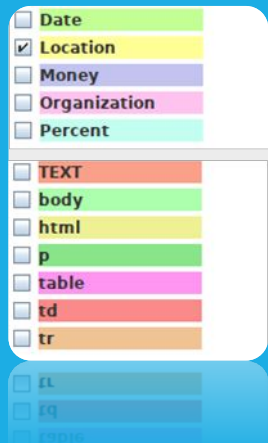 Date
Location
Money
Organization
Percent
TEXT
body
html
p
table
td
tr